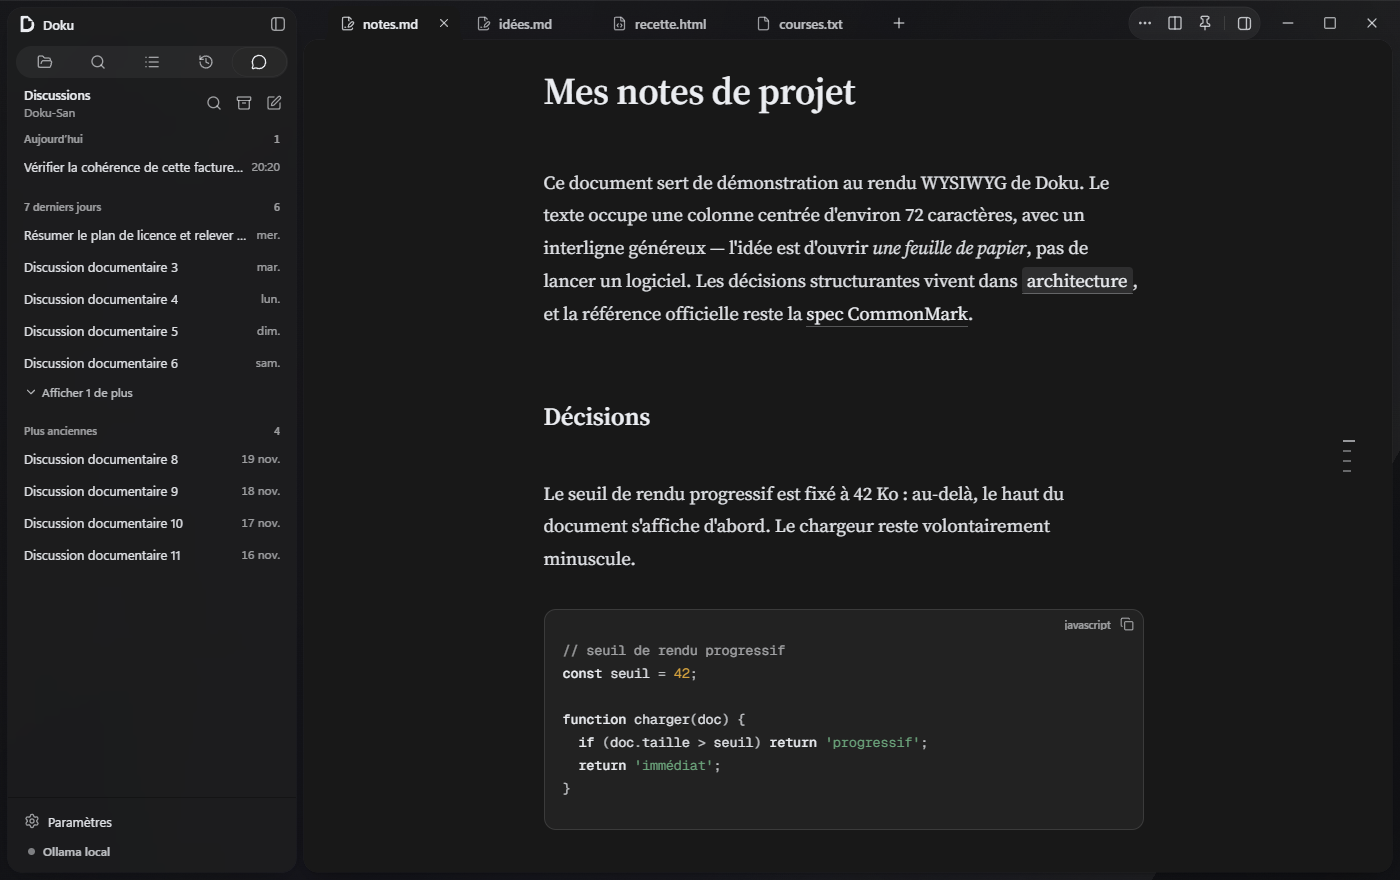 Doku
notes.md
idées.md
recette.html
courses.txt
Discussions
Doku-San
Aujourd'hui 1
Vérifier la cohérence de cette facture... 20:20
7 derniers jours 6
Résumer le plan de licence et relever ... mer.
Discussion documentaire 3 mar.
Discussion documentaire 4 lun.
Discussion documentaire 5 dim.
Discussion documentaire 6 sam.
Afficher 1 de plus
Plus anciennes 4
Discussion documentaire 8 19 nov.
Discussion documentaire 9 18 nov.
Discussion documentaire 10 17 nov.
Discussion documentaire 11 16 nov.
Paramètres
Ollama local
Mes notes de projet
Ce document sert de démonstration au rendu WYSIWYG de Doku. Le
texte occupe une colonne centrée d'environ 72 caractères, avec un
interligne généreux — l'idée est d'ouvrir une feuille de papier, pas de
lancer un logiciel. Les décisions structurantes vivent dans architecture ,
et la référence officielle reste la spec CommonMark.
Décisions
Le seuil de rendu progressif est fixé à 42 Ko : au-delà, le haut du
document s'affiche d'abord. Le chargeur reste volontairement
minuscule.
javascript
// seuil de rendu progressif
const seuil = 42;
function charger(doc) {
  if (doc.taille > seuil) return 'progressif';
  return 'immédiat';
}